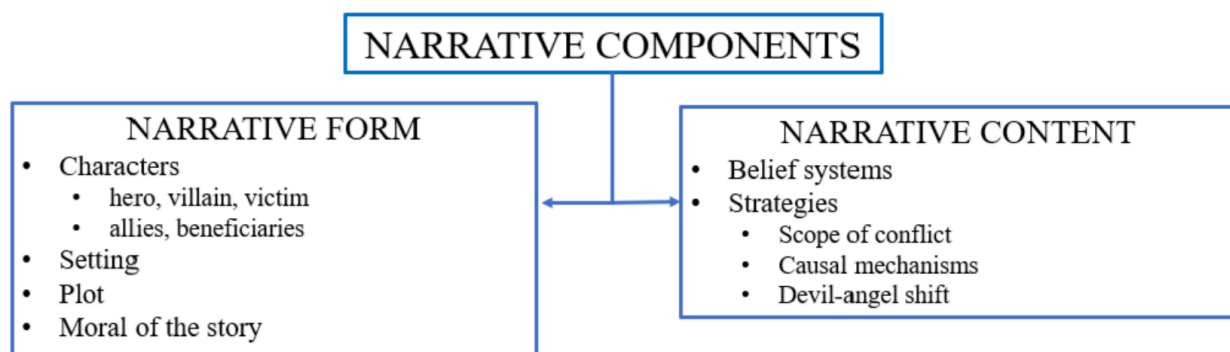 NARRATIVE COMPONENTS
NARRATIVE FORM
• Characters
• hero, villain, victim
• allies, beneficiaries
• Setting
• Plot
• Moral of the story
NARRATIVE CONTENT
• Belief systems
• Strategies
• Scope of conflict
• Causal mechanisms
• Devil-angel shift